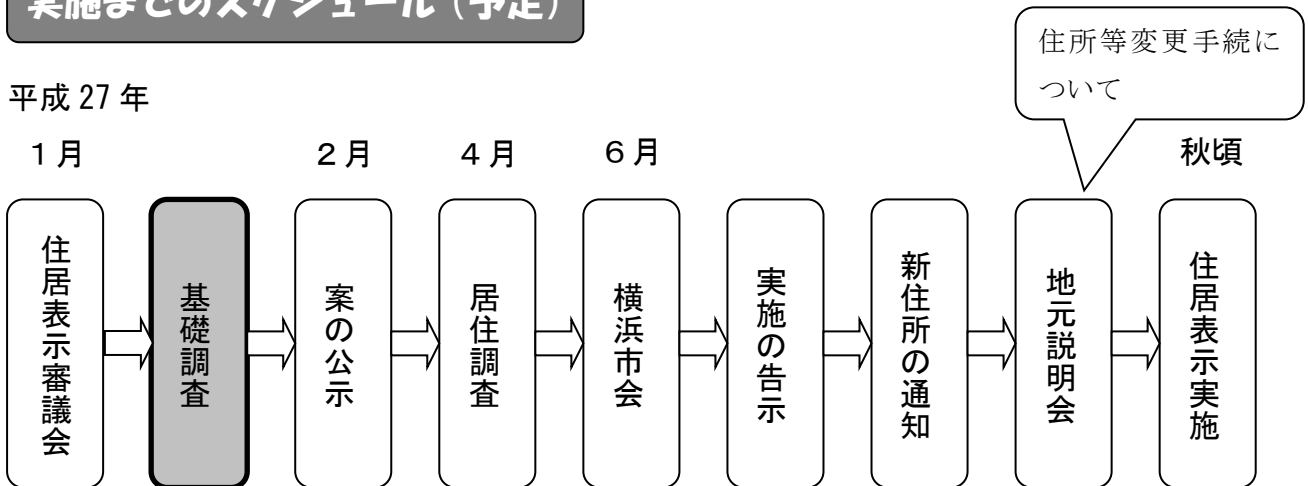 実施までのスケジュール（予定）
住所等変更手続に
ついて
平成 27 年
１月
２月
４月
６月
秋頃
住居表示審議会
基礎調査
案の公示
居住調査
横浜市会
実施の告示
新住所の通知
地元説明会
住居表示実施